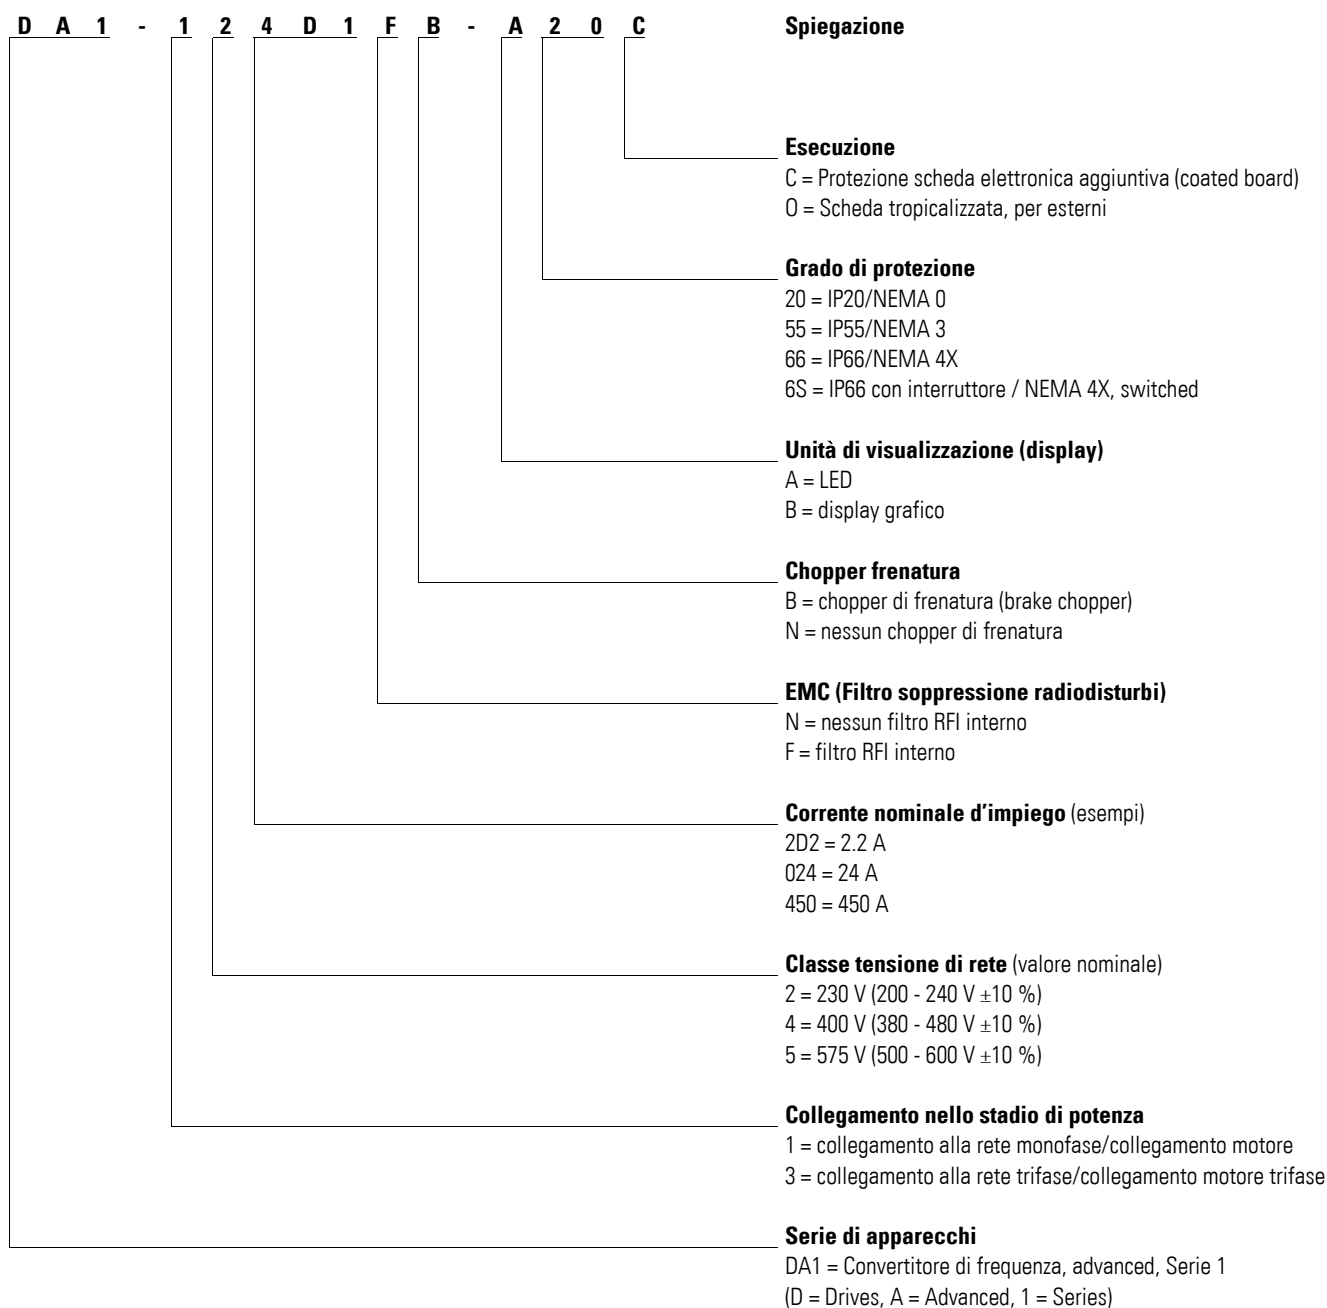 D A 1 - 1 2 4 D 1 F B - A 2 0 C Spiegazione
Esecuzione
C = Protezione scheda elettronica aggiuntiva (coated board)
O = Scheda tropicalizzata, per esterni
Grado di protezione
20 = IP20/NEMA 0
55 = IP55/NEMA 3
66 = IP66/NEMA 4X
6S = IP66 con interruttore / NEMA 4X, switched
Unità di visualizzazione (display)
A = LED
B = display grafico
Chopper frenatura
B = chopper di frenatura (brake chopper)
N = nessun chopper di frenatura
EMC (Filtro soppressione radiodisturbi)
N = nessun filtro RFI interno
F = filtro RFI interno
Corrente nominale d'impiego (esempi)
2D2 = 2.2 A
024 = 24 A
450 = 450 A
Classe tensione di rete (valore nominale)
2 = 230 V (200 - 240 V ±10 %)
4 = 400 V (380 - 480 V ±10 %)
5 = 575 V (500 - 600 V ±10 %)
Collegamento nello stadio di potenza
1 = collegamento alla rete monofase/collegamento motore
3 = collegamento alla rete trifase/collegamento motore trifase
Serie di apparecchi
DA1 = Convertitore di frequenza, advanced, Serie 1
(D = Drives, A = Advanced, 1 = Series)